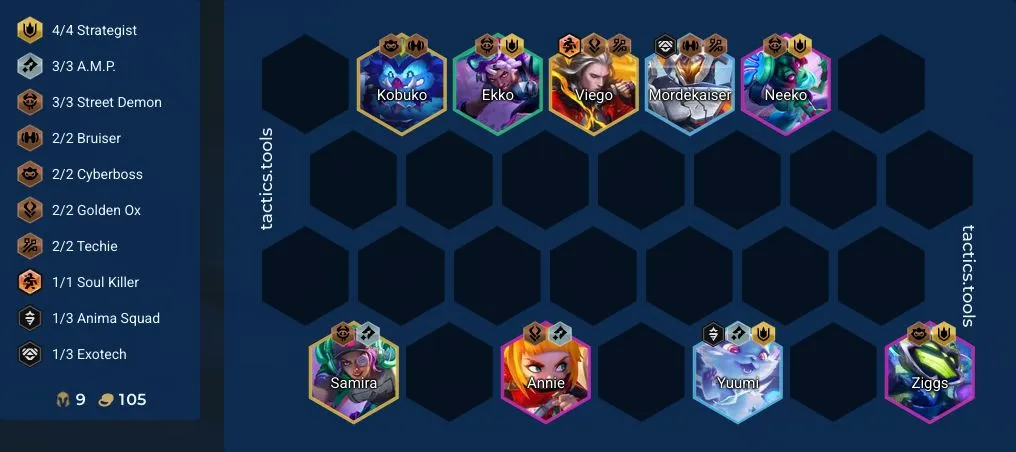 4/4 Strategist
3/3 A.M.P.
3/3 Street Demon
2/2 Bruiser
2/2 Cyberboss
2/2 Golden Ox
2/2 Techie
1/1 Soul Killer
1/3 Anima Squad
1/3 Exotech
9 105
tactics.tools
Kobuko
Ekko
Viego
Mordekaiser
Neeko
tactics.tools
Samira
Annie
Yuumi
Ziggs